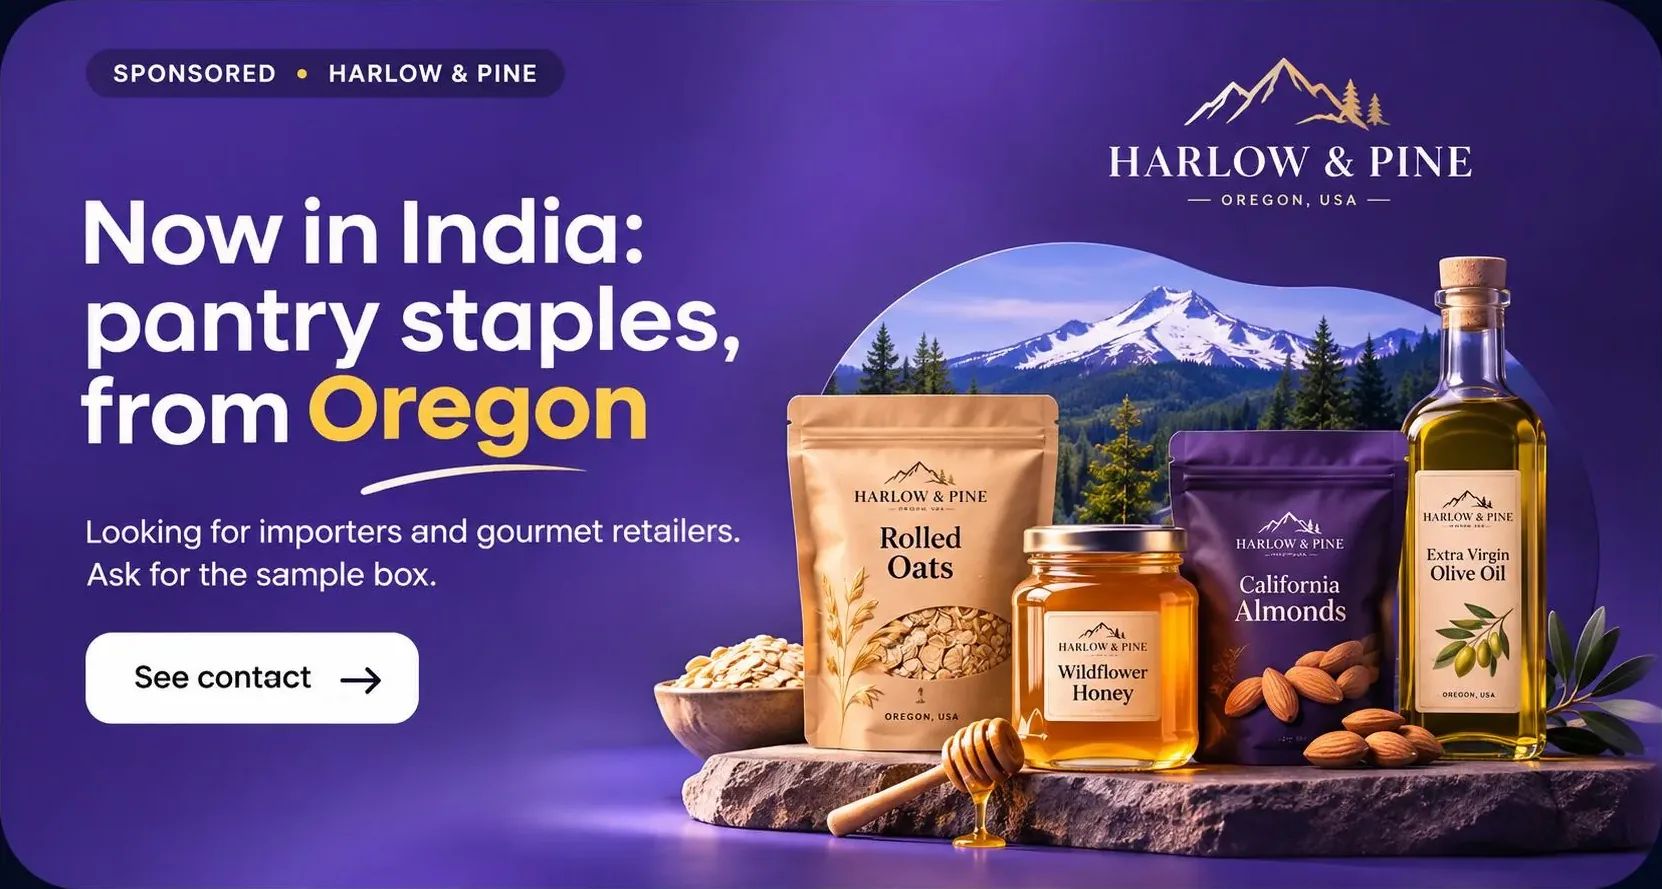 SPONSORED • HARLOW & PINE
HARLOW & PINE
OREGON, USA
Now in India:
pantry staples,
from Oregon
Looking for importers and gourmet retailers.
Ask for the sample box.
See contact →
HARLOW & PINE
OREGON, USA
Rolled
Oats
OREGON, USA
HARLOW & PINE
Wildflower
Honey
HARLOW & PINE
California
Almonds
HARLOW & PINE
Extra Virgin
Olive Oil
OREGON, USA